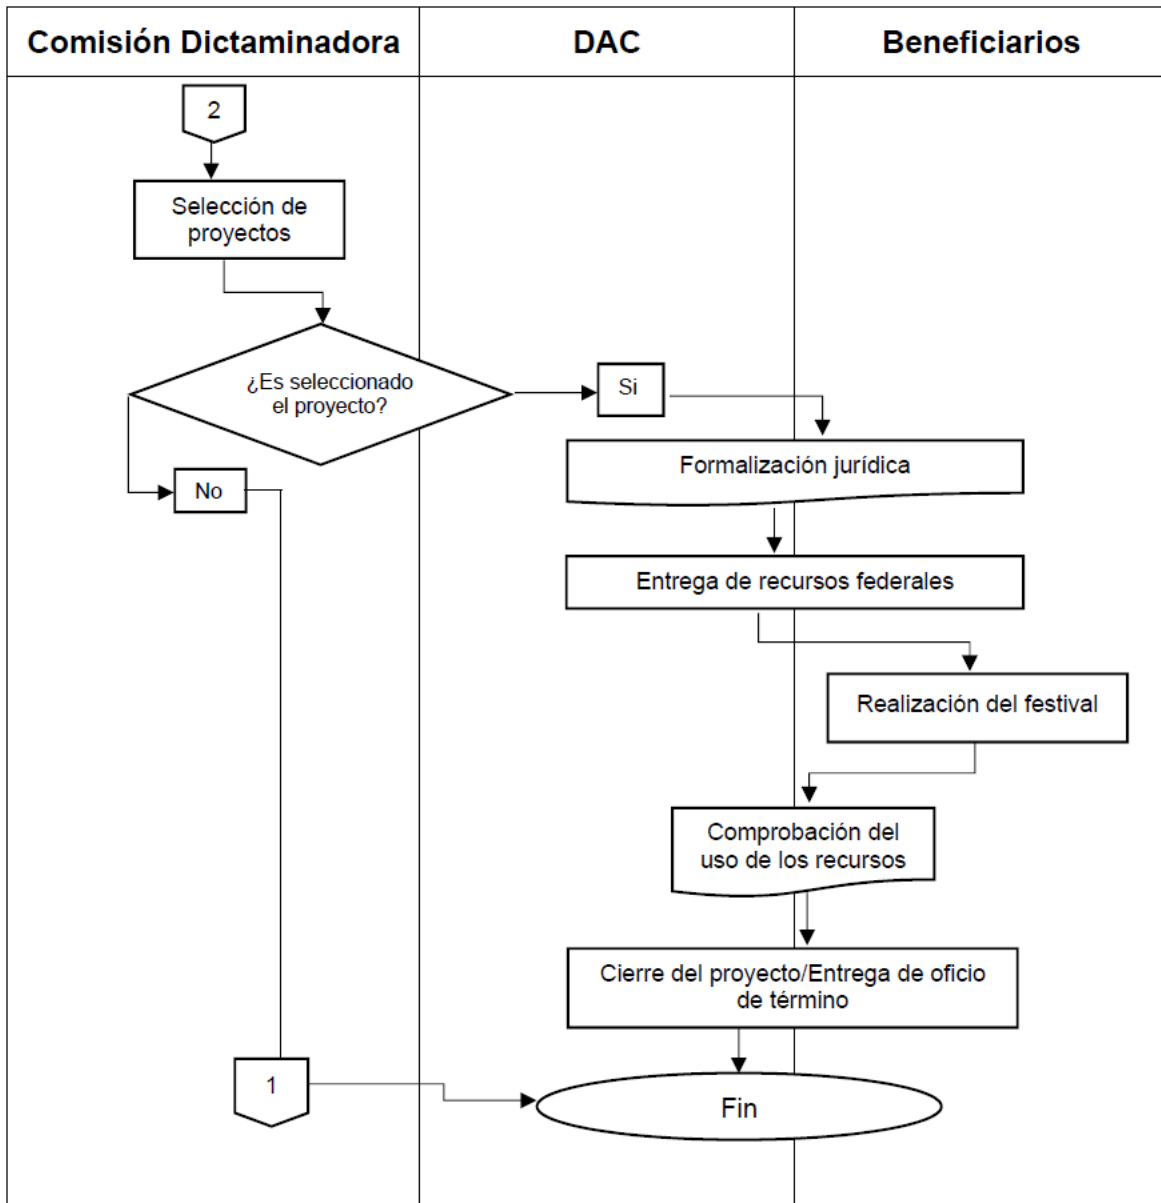 Comisión Dictaminadora
DAC
Beneficiarios
2
Selección de
proyectos
¿Es seleccionado
el proyecto?
Si
No
Formalización jurídica
Entrega de recursos federales
Realización del festival
Comprobación del
uso de los recursos
Cierre del proyecto/Entrega de oficio
de término
1
Fin